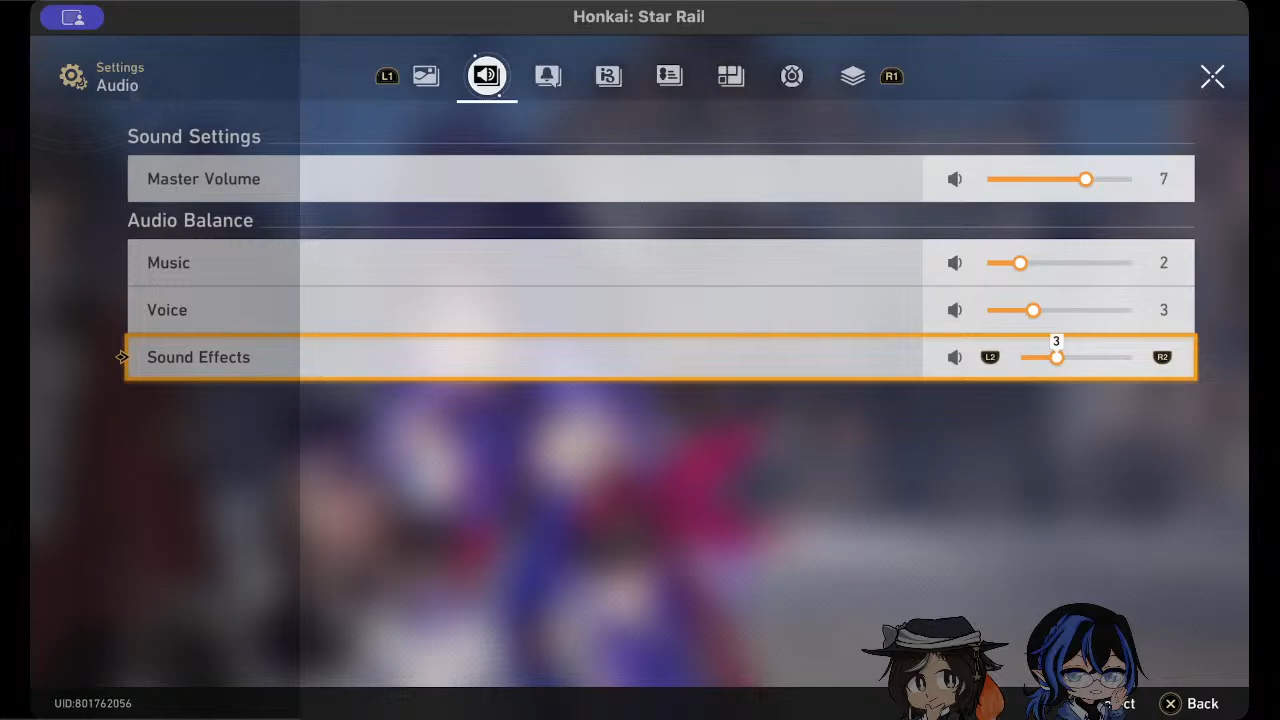 Honkai: Star Rail
Settings
Audio
L1
R1
Sound Settings
Master Volume
7
Audio Balance
Music
2
Voice
3
Sound Effects
L2
3
R2
UID:801762056
ct
Back